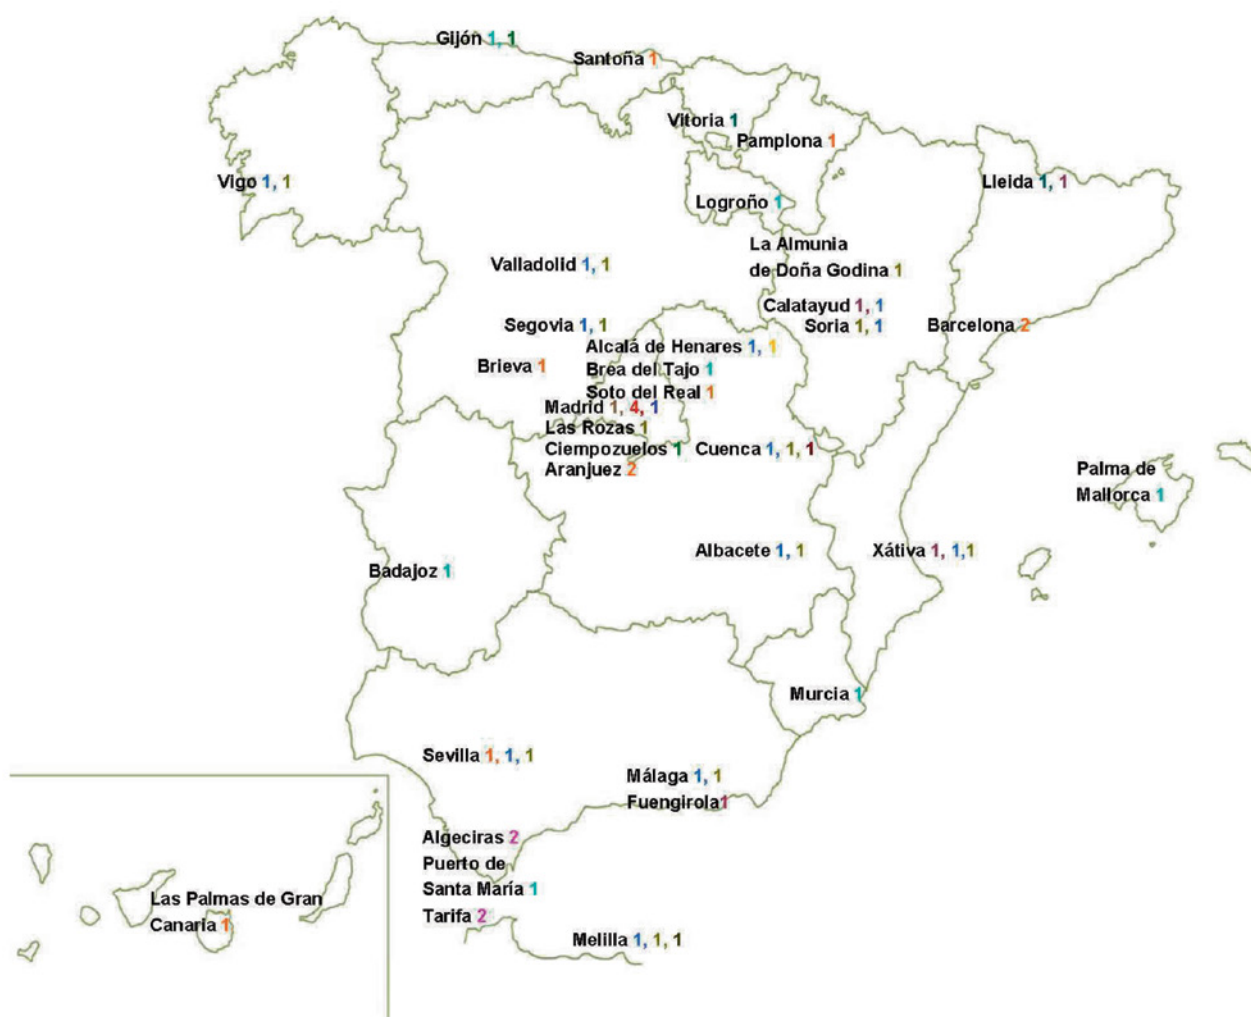 Gijón 1, 1
Santoña 1
Vitoria 1
Pamplona 1
Vigo 1, 1
Lleida 1, 1
Logroño 1
La Almunia
de Doña Godina 1
Valladolid 1, 1
Calatayud 1, 1
Segovia 1, 1
Soria 1, 1
Barcelona 2
Alcalá de Henares 1, 1
Brieva 1
Brea del Tajo 1
Soto del Real 1
Madrid 1, 4, 1
Las Rozas 1
Ciempozuelos 1
Cuenca 1, 1, 1
Aranjuez 2
Palma de
Mallorca 1
Albacete 1, 1
Xátiva 1, 1,1
Badajoz 1
Murcia 1
Sevilla 1, 1, 1
Málaga 1, 1
Fuengirola1
Algeciras 2
Puerto de
Santa María 1
Tarifa 2
Las Palmas de Gran
Canaria 1
Melilla 1, 1, 1